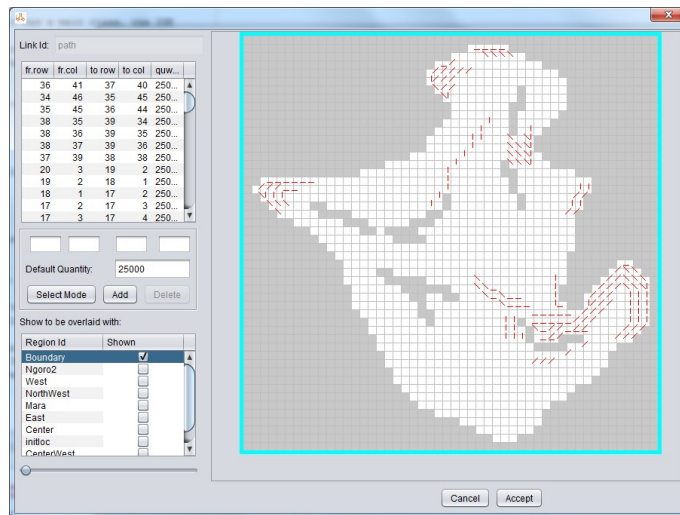 Link Id: path
fr.row fr.col to row to col quw...
36 41 37 40 250...
34 46 35 45 250...
35 45 36 44 250...
38 35 39 34 250...
38 36 39 35 250...
38 37 39 36 250...
37 39 38 38 250...
20 3 19 2 250...
19 2 18 1 250...
18 1 17 2 250...
17 2 17 3 250...
17 3 17 4 250...
Default Quantity: 25000
Select Mode Add Delete
Show to be overlaid with:
Region Id Shown
Boundary
Ngoro2
West
NorthWest
Mara
East
Center
initloc
CenterWest
Cancel Accept